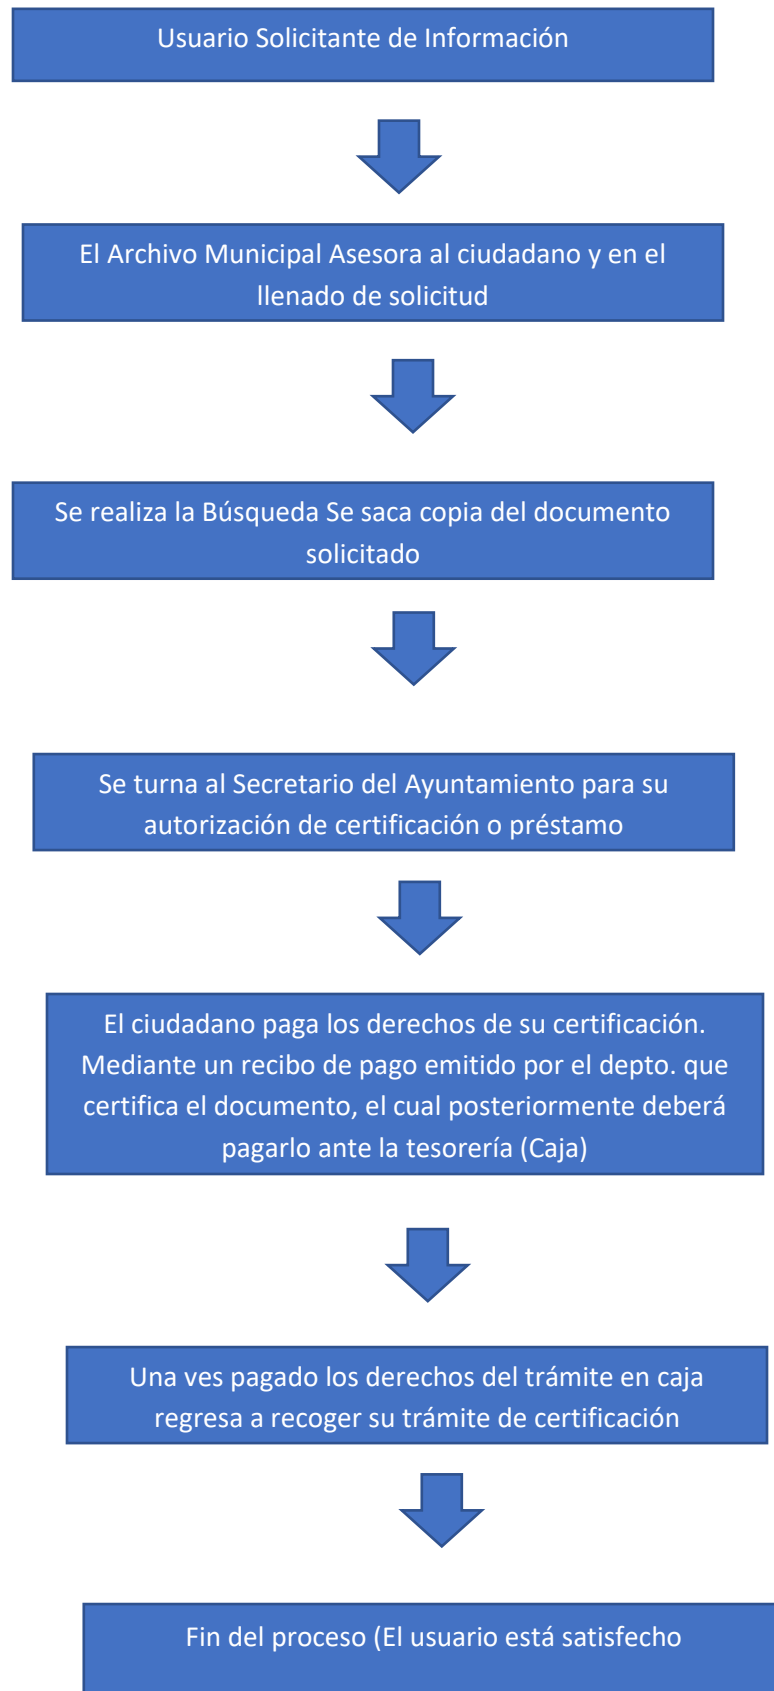 Usuario Solicitante de Información
El Archivo Municipal Asesora al ciudadano y en el
llenado de solicitud
Se realiza la Búsqueda Se saca copia del documento
solicitado
Se turna al Secretario del Ayuntamiento para su
autorización de certificación o préstamo
El ciudadano paga los derechos de su certificación.
Mediante un recibo de pago emitido por el depto. que
certifica el documento, el cual posteriormente deberá
pagarlo ante la tesorería (Caja)
Una ves pagado los derechos del trámite en caja
regresa a recoger su trámite de certificación
Fin del proceso (El usuario está satisfecho